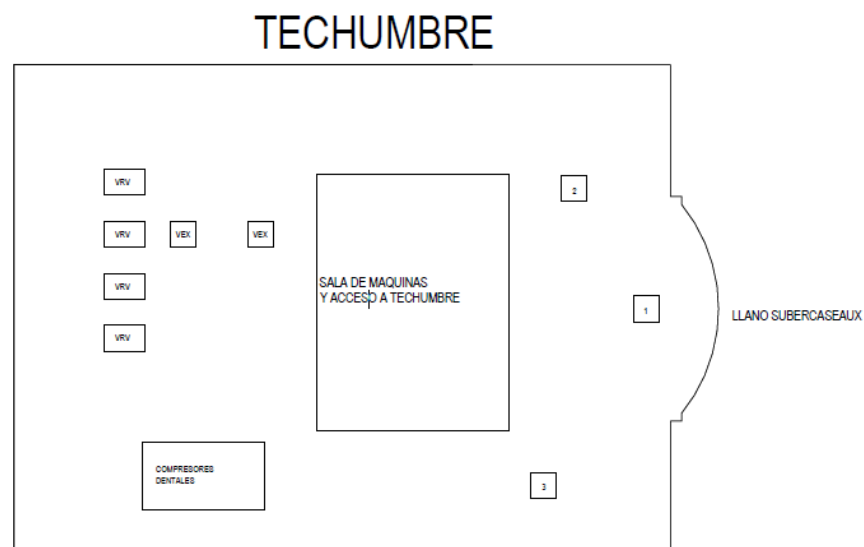 TECHUMBRE
VRV
2
VRV
VEX
VEX
SALA DE MAQUINAS
Y ACCESO A TECHUMBRE
VRV
1
LLANO SUBERCASEAUX
VRV
COMPRESORES
DENTALES
3